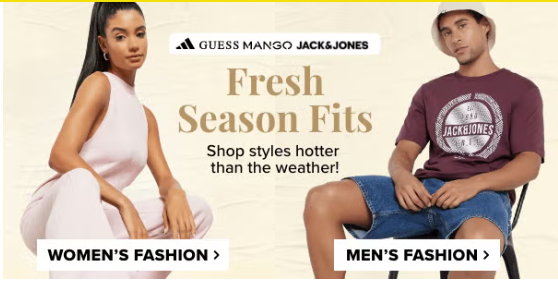 GUESS MANGO JACK&JONES
Fresh
Season Fits
Shop styles hotter
than the weather!
JACK&JONES
WOMEN'S FASHION >
MEN'S FASHION >